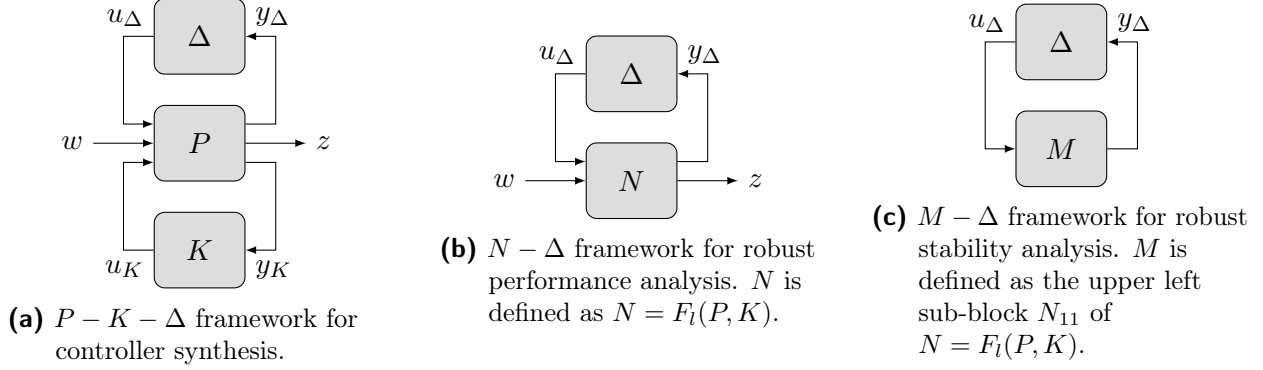 u_Δ y_Δ
Δ
w P z
K
u_K y_K
(a) P − K − Δ framework for
controller synthesis.
u_Δ y_Δ
Δ
w N z
(b) N − Δ framework for robust
performance analysis. N is
defined as N = F_l(P, K).
u_Δ y_Δ
Δ
M
(c) M − Δ framework for robust
stability analysis. M is
defined as the upper left
sub-block N_11 of
N = F_l(P, K).